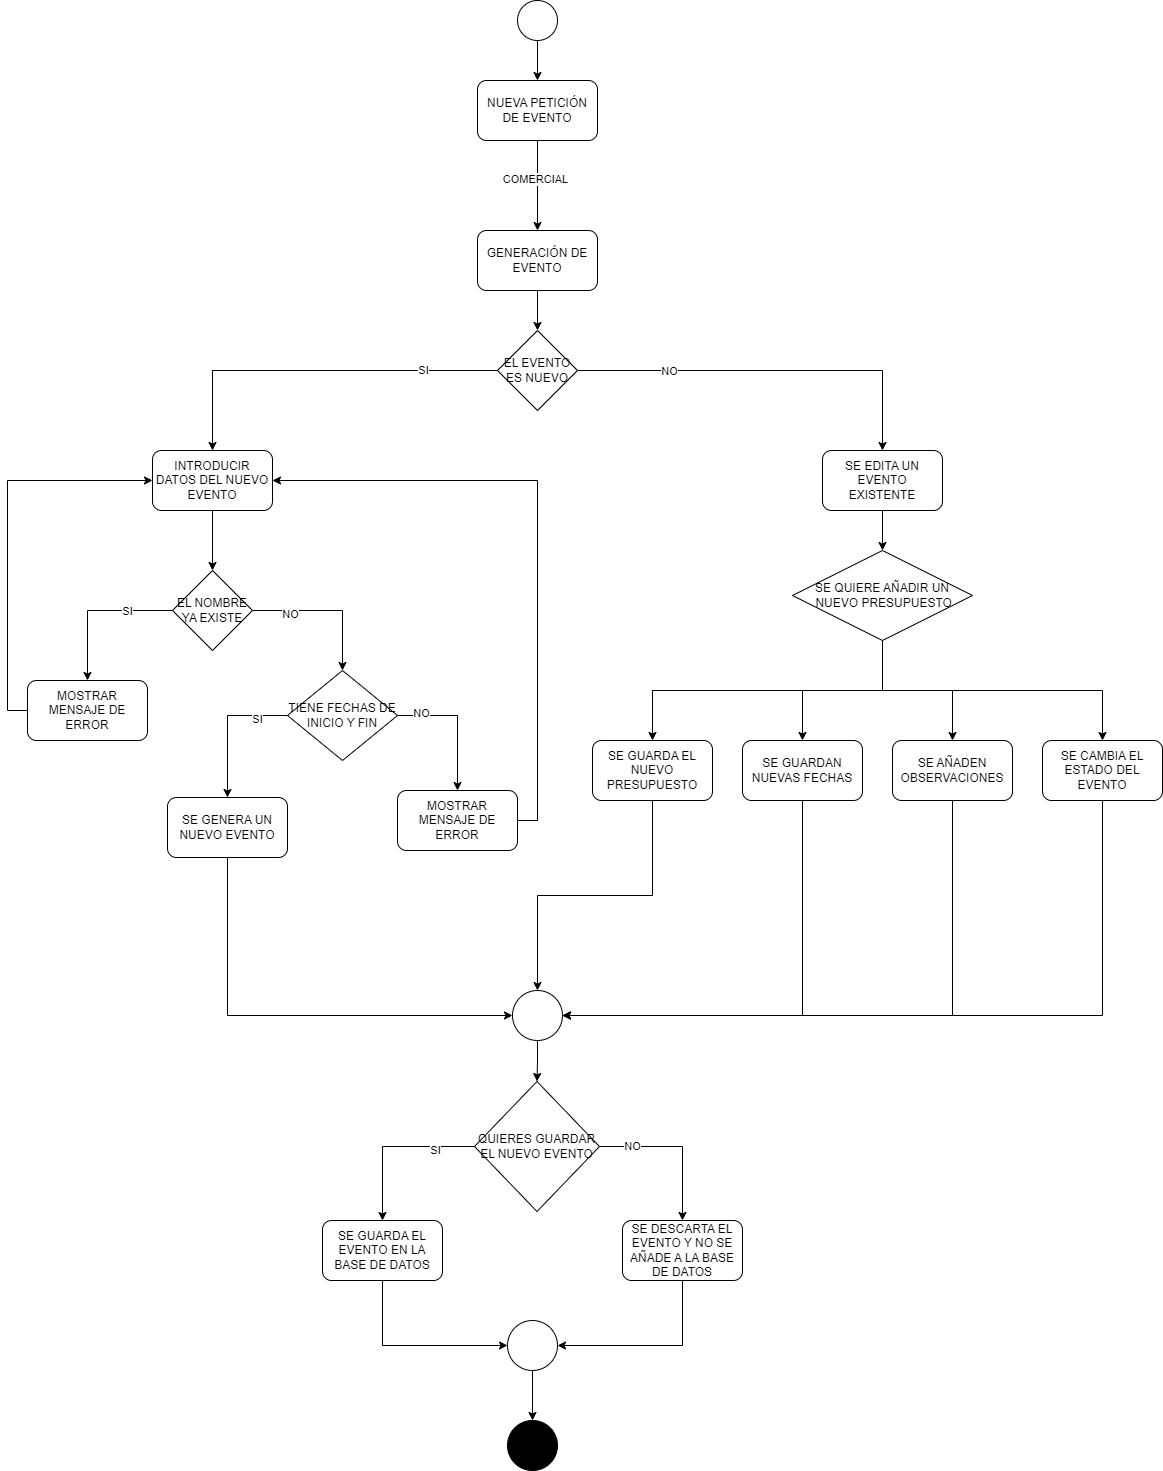 NUEVA PETICIÓN
DE EVENTO
COMERCIAL
GENERACIÓN DE
EVENTO
EL EVENTO
ES NUEVO
SI
NO
INTRODUCIR
DATOS DEL NUEVO
EVENTO
SE EDITA UN
EVENTO
EXISTENTE
EL NOMBRE
YA EXISTE
SI
NO
SE QUIERE AÑADIR UN
NUEVO PRESUPUESTO
MOSTRAR
MENSAJE DE
ERROR
TIENE FECHAS DE
INICIO Y FIN
SI
NO
SE GUARDA EL
NUEVO
PRESUPUESTO
SE GUARDAN
NUEVAS FECHAS
SE AÑADEN
OBSERVACIONES
SE CAMBIA EL
ESTADO DEL
EVENTO
SE GENERA UN
NUEVO EVENTO
MOSTRAR
MENSAJE DE
ERROR
QUIERES GUARDAR
EL NUEVO EVENTO
SI
NO
SE GUARDA EL
EVENTO EN LA
BASE DE DATOS
SE DESCARTA EL
EVENTO Y NO SE
AÑADE A LA BASE
DE DATOS